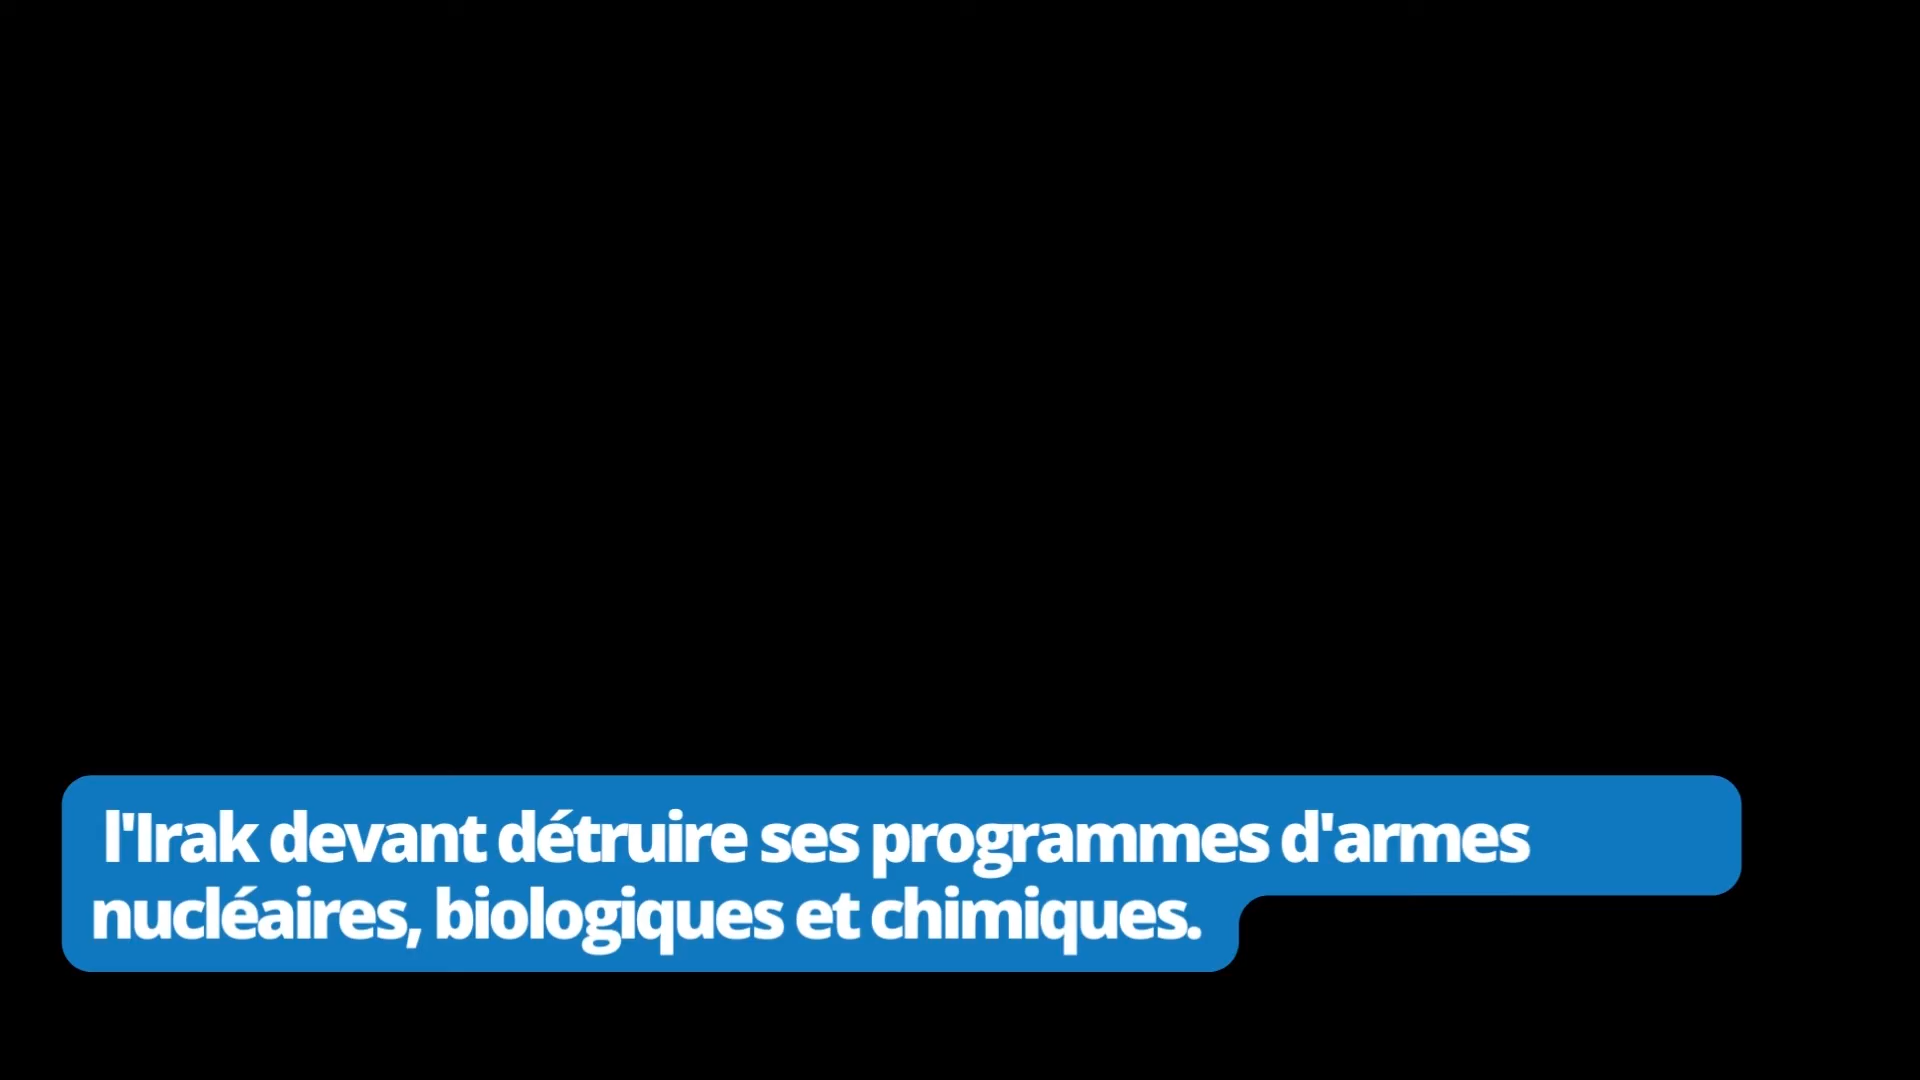 l'Irak devant détruire ses programmes d'armes
nucléaires, biologiques et chimiques.